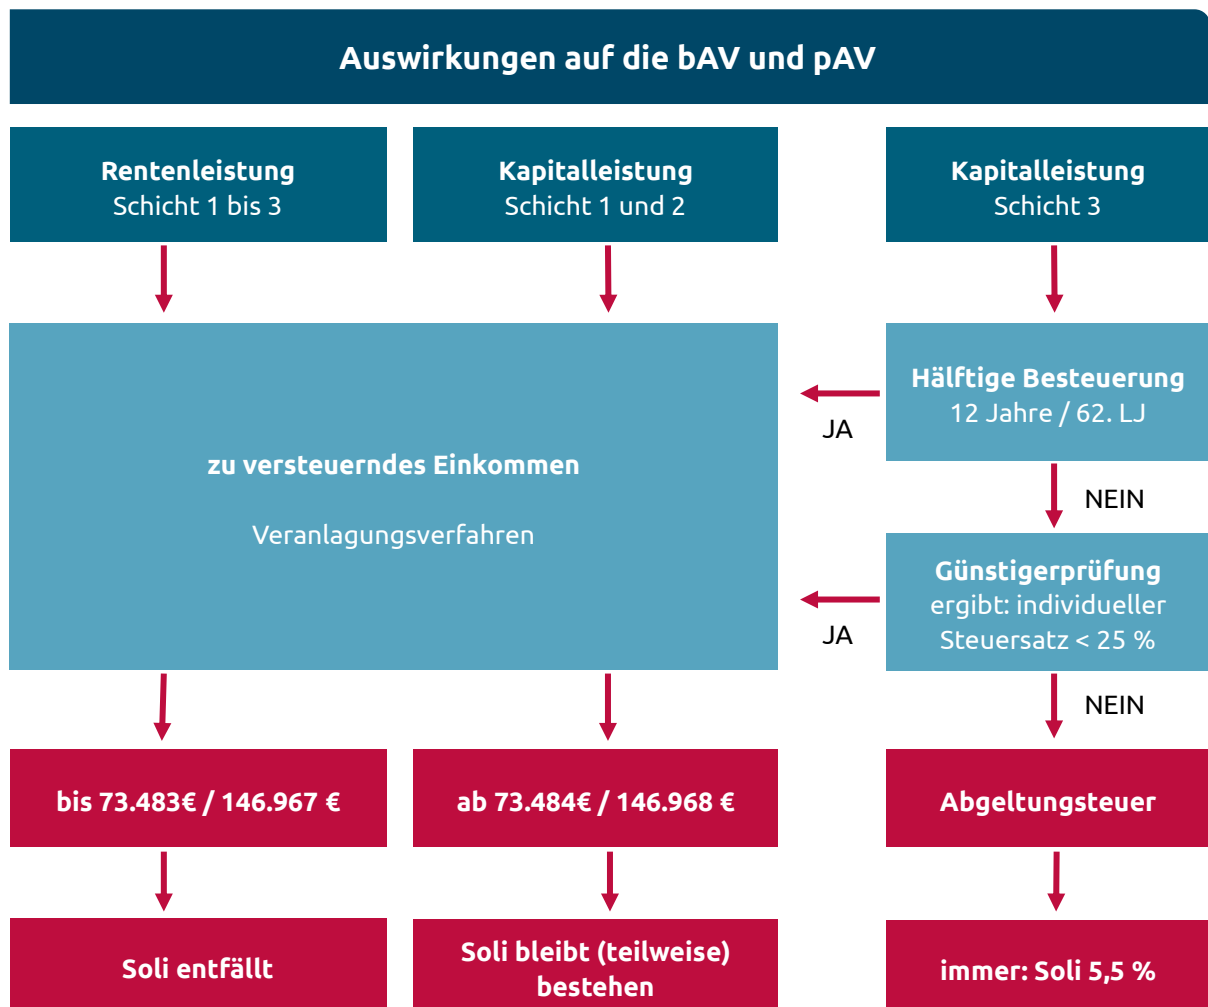 Auswirkungen auf die bAV und pAV
Rentenleistung
Schicht 1 bis 3
Kapitalleistung
Schicht 1 und 2
Kapitalleistung
Schicht 3
zu versteuerndes Einkommen
Veranlagungsverfahren
Hälftige Besteuerung
12 Jahre / 62. LJ
JA
NEIN
Günstigerprüfung
ergibt: individueller
Steuersatz < 25 %
JA
NEIN
bis 73.483€ / 146.967 €
ab 73.484€ / 146.968 €
Abgeltungsteuer
Soli entfällt
Soli bleibt (teilweise)
bestehen
immer: Soli 5,5 %